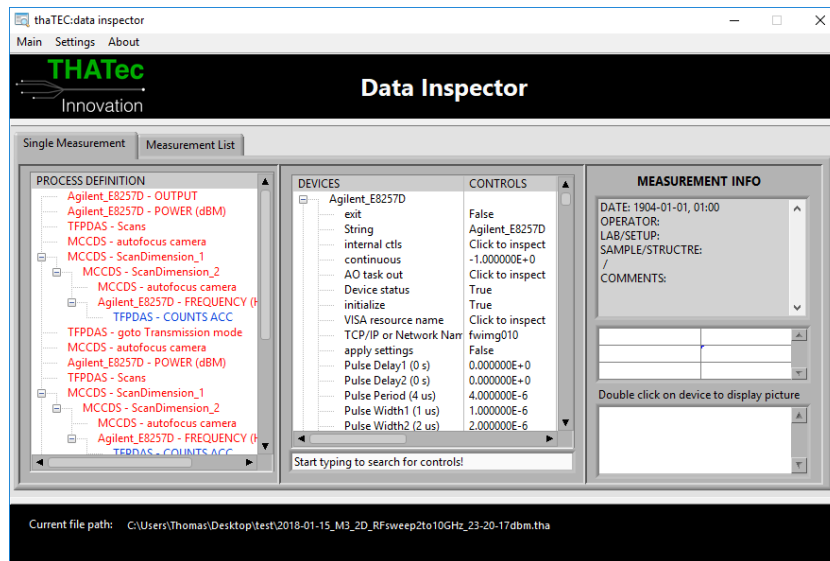 thaTEC:data inspector
Main Settings About
THATec
Innovation
Data Inspector
Single Measurement Measurement List
PROCESS DEFINITION
Agilent_E8257D - OUTPUT
Agilent_E8257D - POWER (dBM)
TFPDAS - Scans
MCCDS - autofocus camera
MCCDS - ScanDimension_1
MCCDS - ScanDimension_2
MCCDS - autofocus camera
Agilent_E8257D - FREQUENCY (H
TFPDAS - COUNTS ACC
TFPDAS - goto Transmission mode
MCCDS - autofocus camera
Agilent_E8257D - POWER (dBM)
TFPDAS - Scans
MCCDS - ScanDimension_1
MCCDS - ScanDimension_2
MCCDS - autofocus camera
Agilent_E8257D - FREQUENCY (H
TFPDAS - COUNTS ACC
DEVICES CONTROLS
Agilent_E8257D
exit False
String Agilent_E8257D
internal ctls Click to inspect
continuous -1.000000E+0
AO task out Click to inspect
Device status True
initialize True
VISA resource name Click to inspect
TCP/IP or Network Nam fwimg010
apply settings False
Pulse Delay1 (0 s) 0.000000E+0
Pulse Delay2 (0 s) 0.000000E+0
Pulse Period (4 us) 4.000000E-6
Pulse Width1 (1 us) 1.000000E-6
Pulse Width2 (2 us) 2.000000E-6
Start typing to search for controls!
MEASUREMENT INFO
DATE: 1904-01-01, 01:00
OPERATOR:
LAB/SETUP:
SAMPLE/STRUCTRE:
/
COMMENTS:
Double click on device to display picture
Current file path: C:\Users\Thomas\Desktop\test\2018-01-15_M3_2D_RFsweep2to10GHz_23-20-17dbm.tha